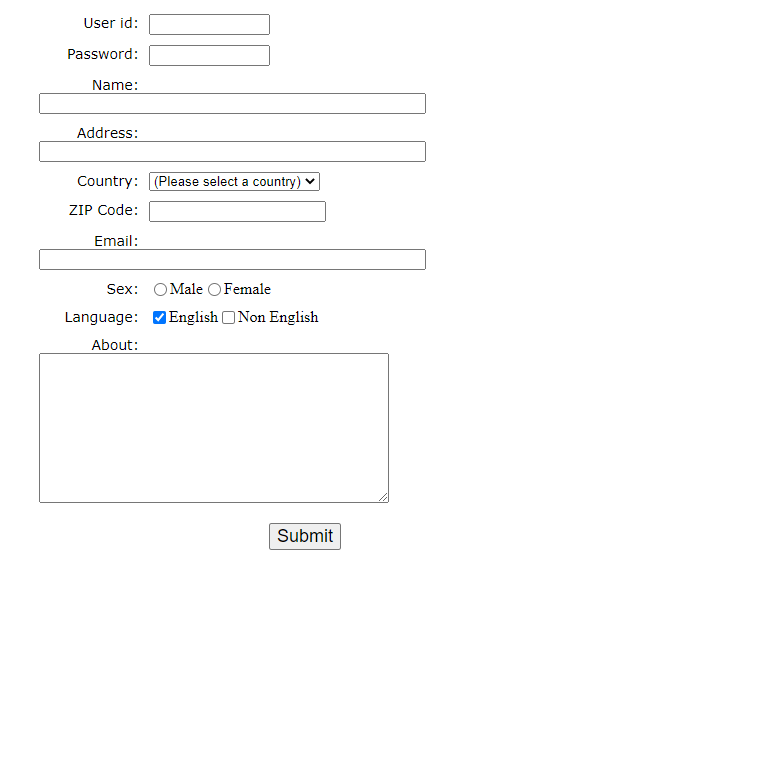 User id:
Password:
Name:
Address:
Country: (Please select a country)
ZIP Code:
Email:
Sex: Male Female
Language: English Non English
About:
Submit